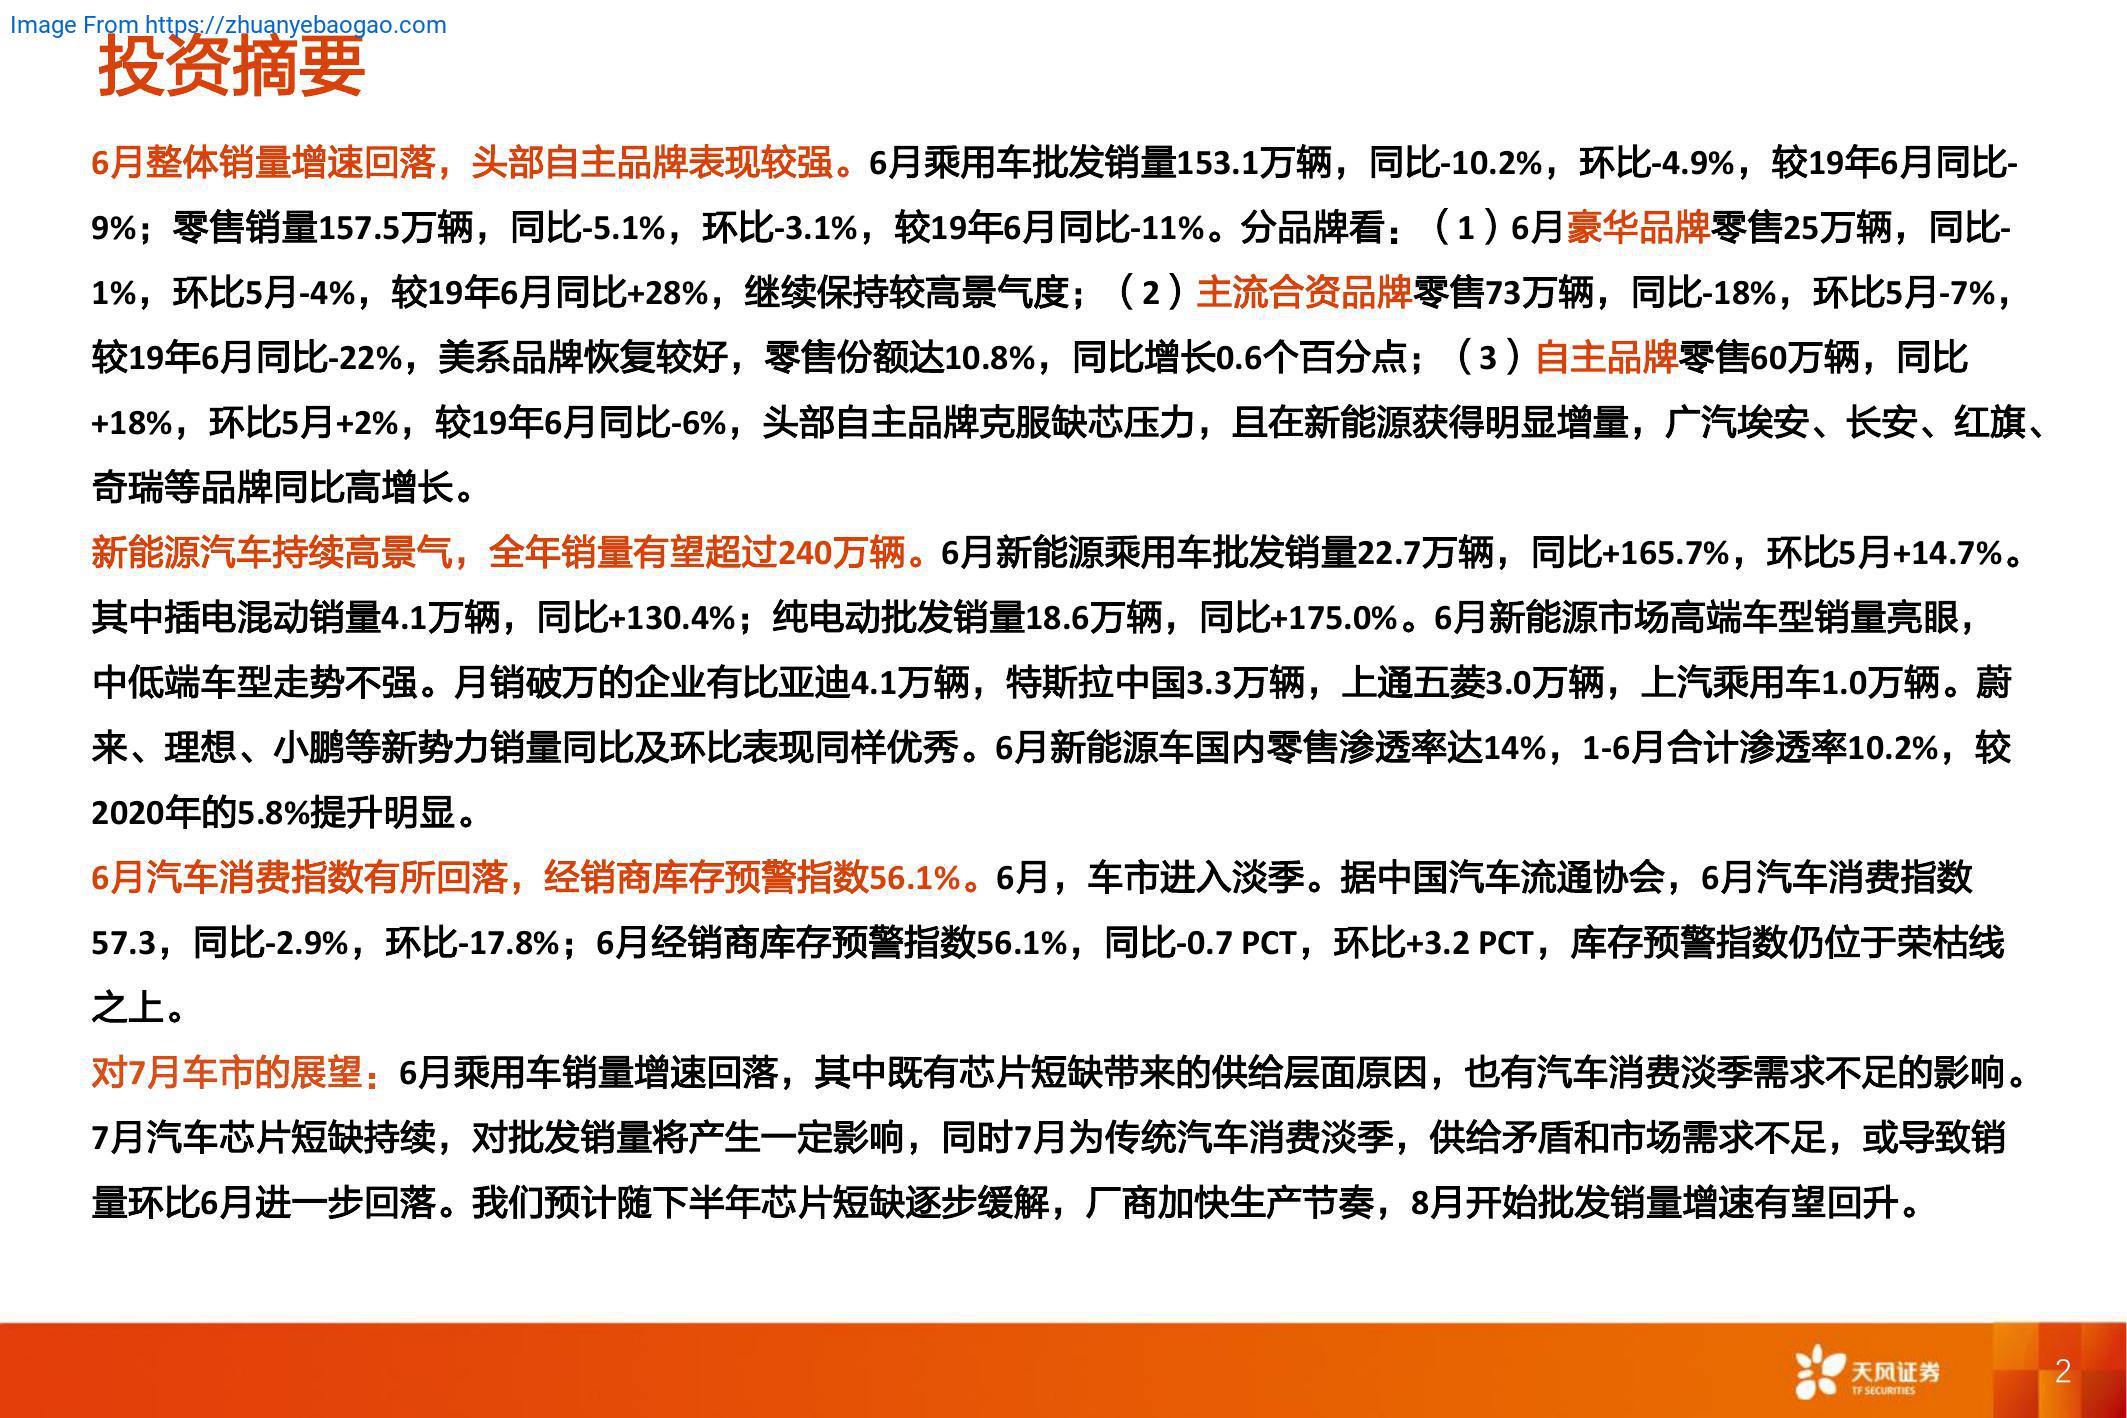 Image From https://zhuanyebaogao.com
投资摘要
6月整体销量增速回落，头部自主品牌表现较强。6月乘用车批发销量153.1万辆，同比-10.2%，环比-4.9%，较19年6月同比-
9%；零售销量157.5万辆，同比-5.1%，环比-3.1%，较19年6月同比-11%。分品牌看：（1）6月豪华品牌零售25万辆，同比-
1%，环比5月-4%，较19年6月同比+28%，继续保持较高景气度；（2）主流合资品牌零售73万辆，同比-18%，环比5月-7%，
较19年6月同比-22%，美系品牌恢复较好，零售份额达10.8%，同比增长0.6个百分点；（3）自主品牌零售60万辆，同比
+18%，环比5月+2%，较19年6月同比-6%，头部自主品牌克服缺芯压力，且在新能源获得明显增量，广汽埃安、长安、红旗、
奇瑞等品牌同比高增长。
新能源汽车持续高景气，全年销量有望超过240万辆。6月新能源乘用车批发销量22.7万辆，同比+165.7%，环比5月+14.7%。
其中插电混动销量4.1万辆，同比+130.4%；纯电动批发销量18.6万辆，同比+175.0%。6月新能源市场高端车型销量亮眼，
中低端车型走势不强。月销破万的企业有比亚迪4.1万辆，特斯拉中国3.3万辆，上通五菱3.0万辆，上汽乘用车1.0万辆。蔚
来、理想、小鹏等新势力销量同比及环比表现同样优秀。6月新能源车国内零售渗透率达14%，1-6月合计渗透率10.2%，较
2020年的5.8%提升明显。
6月汽车消费指数有所回落，经销商库存预警指数56.1%。6月，车市进入淡季。据中国汽车流通协会，6月汽车消费指数
57.3，同比-2.9%，环比-17.8%；6月经销商库存预警指数56.1%，同比-0.7 PCT，环比+3.2 PCT，库存预警指数仍位于荣枯线
之上。
对7月车市的展望：6月乘用车销量增速回落，其中既有芯片短缺带来的供给层面原因，也有汽车消费淡季需求不足的影响。
7月汽车芯片短缺持续，对批发销量将产生一定影响，同时7月为传统汽车消费淡季，供给矛盾和市场需求不足，或导致销
量环比6月进一步回落。我们预计随下半年芯片短缺逐步缓解，厂商加快生产节奏，8月开始批发销量增速有望回升。
天风证券
TF SECURITIES
2